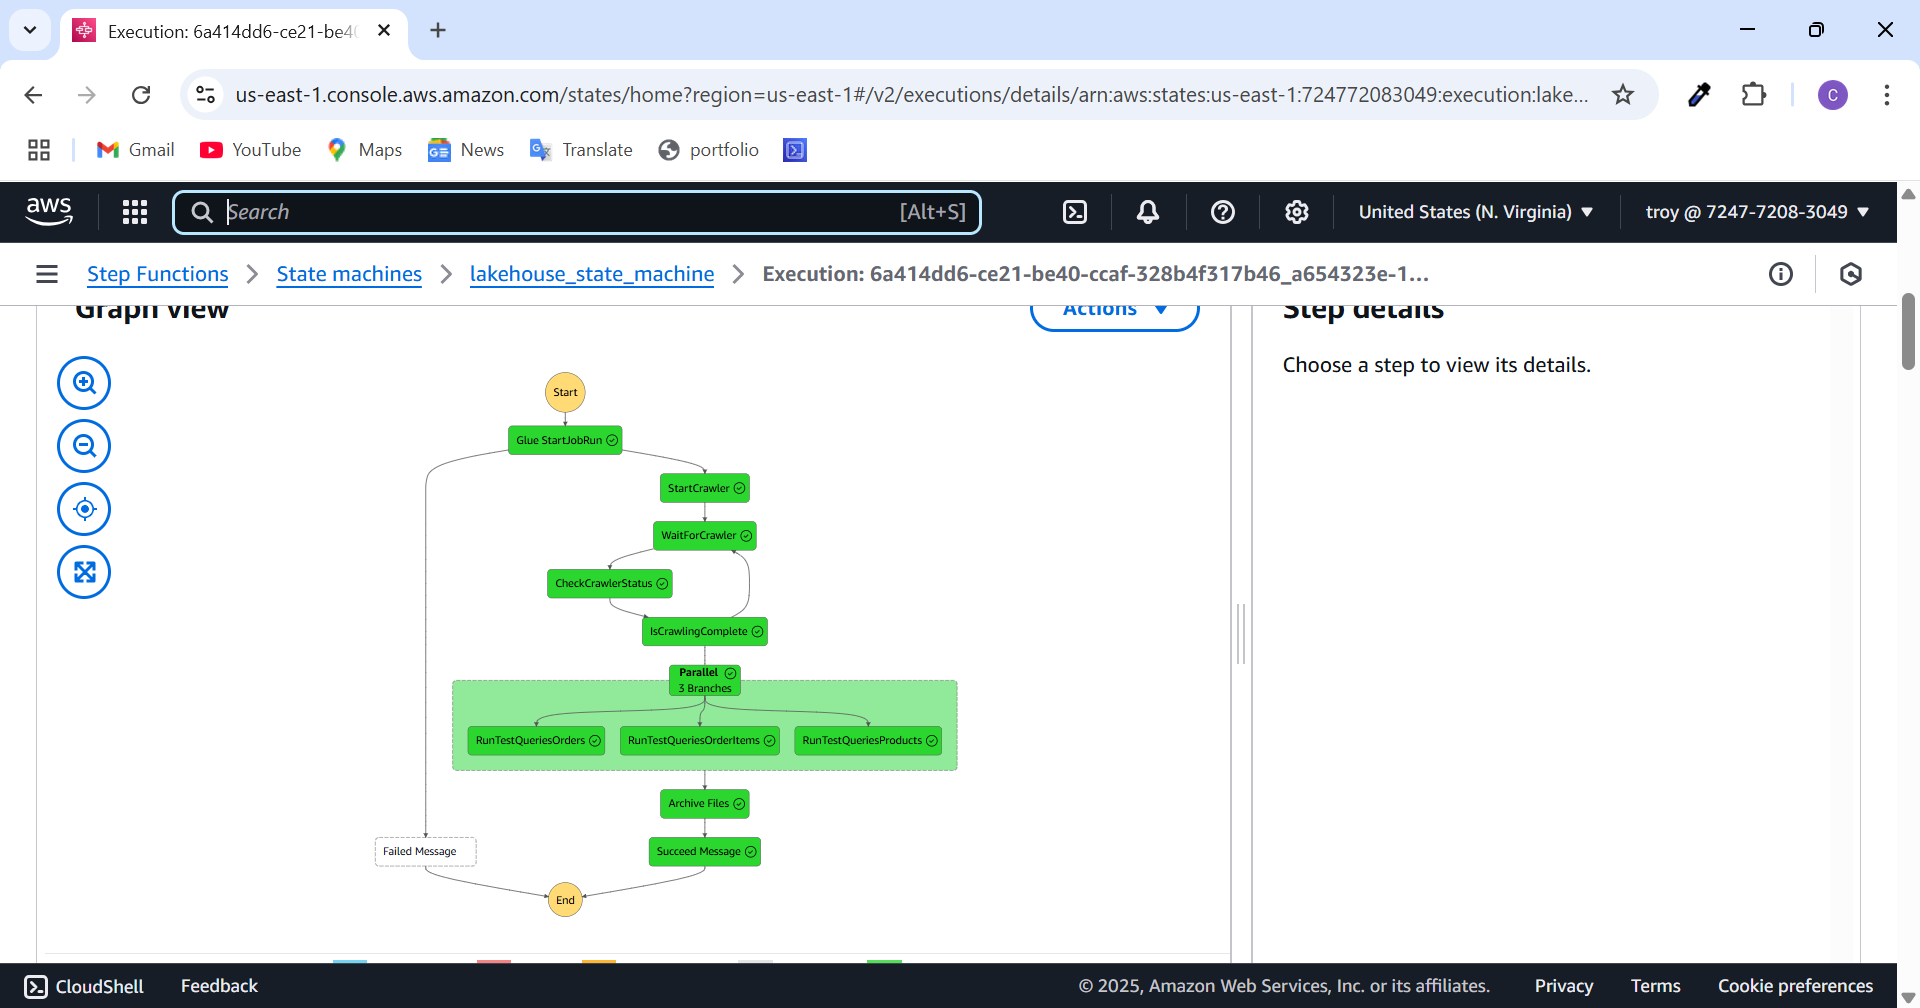 Execution: 6a414dd6-ce21-be40
us-east-1.console.aws.amazon.com/states/home?region=us-east-1#/v2/executions/details/arn:aws:states:us-east-1:724772083049:execution:lake...
C
Gmail
YouTube
Maps
News
Translate
portfolio
aws
Search
[Alt+S]
United States (N. Virginia)
troy @ 7247-7208-3049
Step Functions
State machines
lakehouse_state_machine
Execution: 6a414dd6-ce21-be40-ccaf-328b4f317b46_a654323e-1...
Graph view
Actions
Step details
Choose a step to view its details.
Start
Glue StartJobRun
StartCrawler
WaitForCrawler
CheckCrawlerStatus
IsCrawlingComplete
Parallel
3 Branches
RunTestQueriesOrders
RunTestQueriesOrderItems
RunTestQueriesProducts
Archive Files
Failed Message
Succeed Message
End
CloudShell
Feedback
© 2025, Amazon Web Services, Inc. or its affiliates.
Privacy
Terms
Cookie preferences